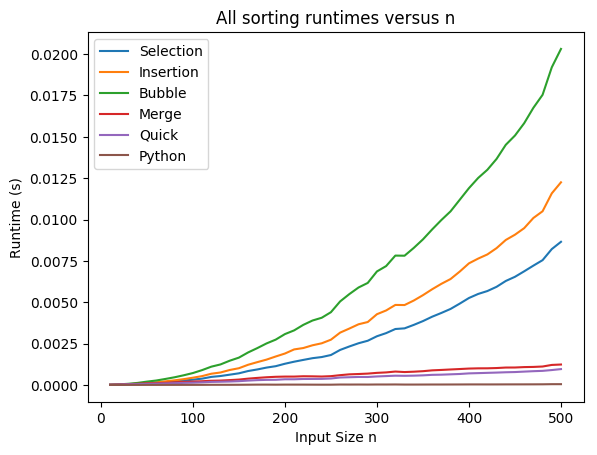 All sorting runtimes versus n
Selection
Insertion
Bubble
Merge
Quick
Python
Runtime (s)
0.0200
0.0175
0.0150
0.0125
0.0100
0.0075
0.0050
0.0025
0.0000
0 100 200 300 400 500
Input Size n